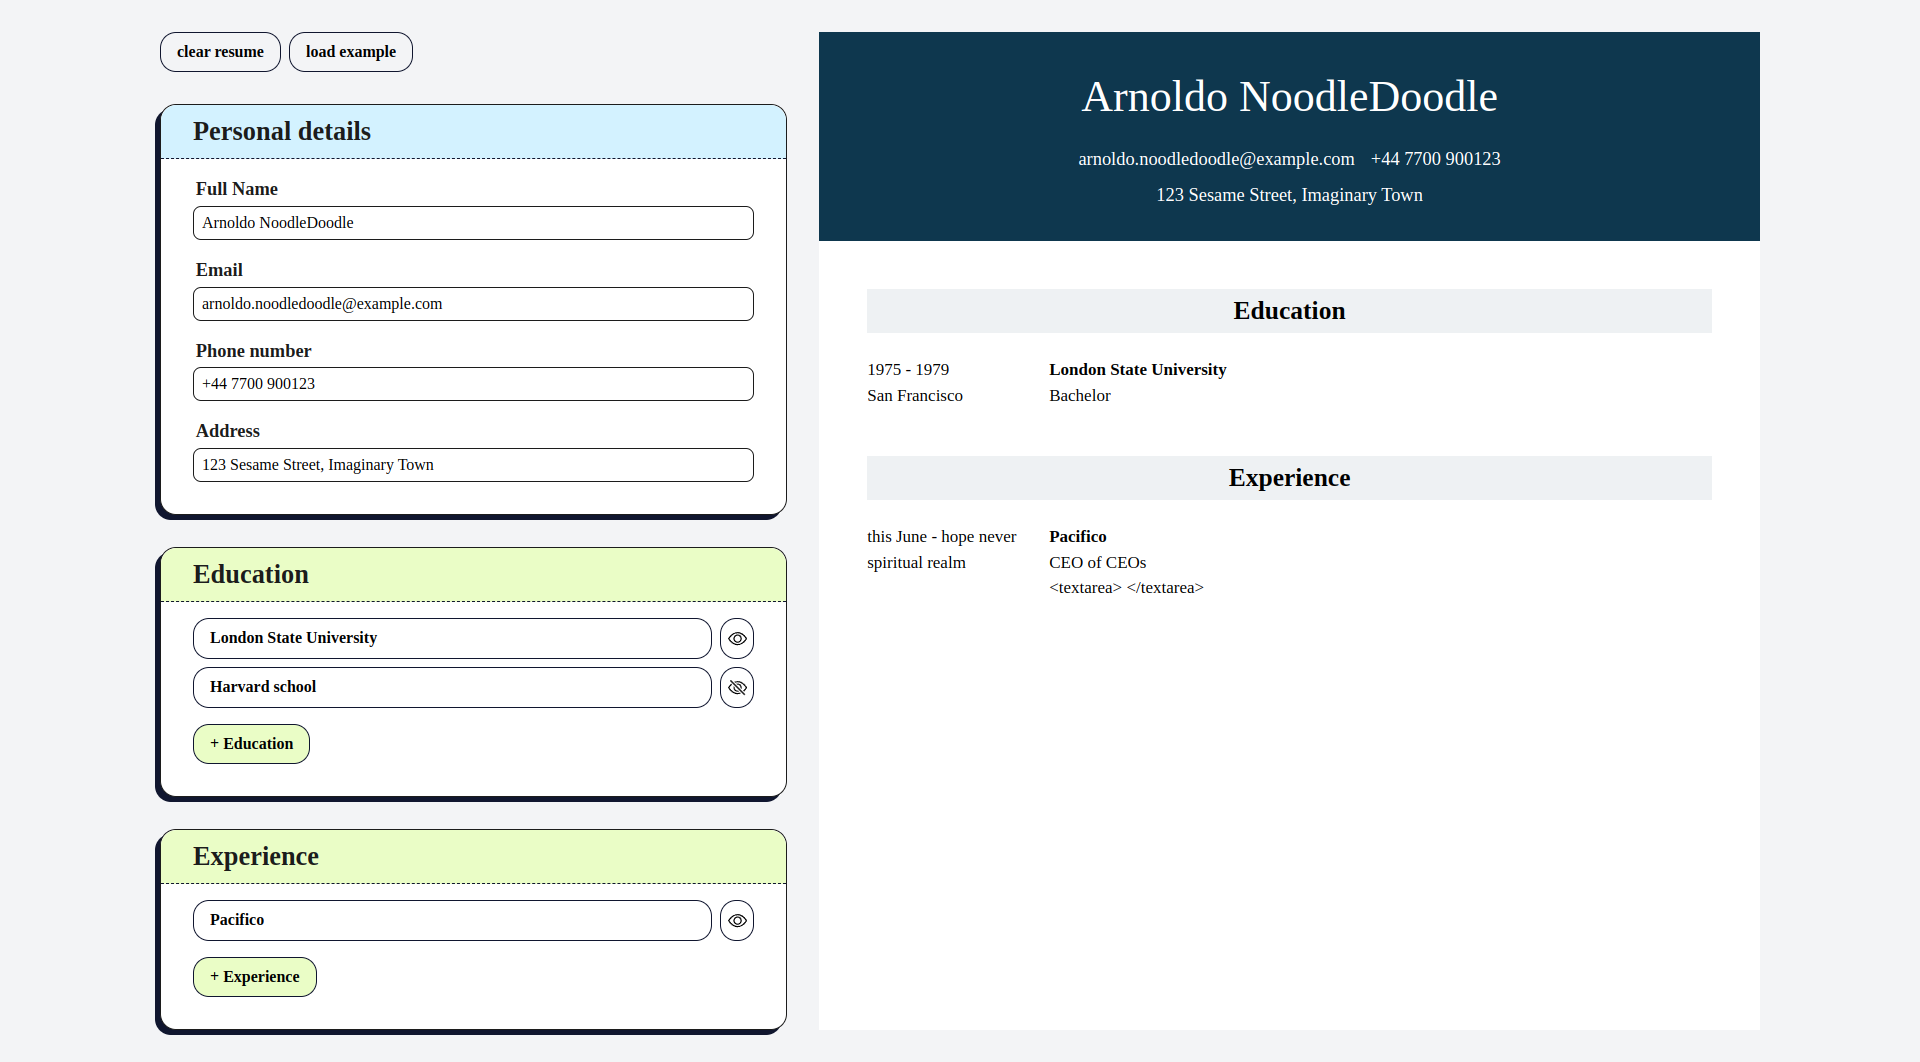 clear resume
load example
Personal details
Full Name
Arnoldo NoodleDoodle
Email
arnoldo.noodledoodle@example.com
Phone number
+44 7700 900123
Address
123 Sesame Street, Imaginary Town
Education
London State University
Harvard school
+ Education
Experience
Pacifico
+ Experience
Arnoldo NoodleDoodle
arnoldo.noodledoodle@example.com +44 7700 900123
123 Sesame Street, Imaginary Town
Education
1975 - 1979 London State University
San Francisco Bachelor
Experience
this June - hope never Pacifico
spiritual realm CEO of CEOs
<textarea> </textarea>